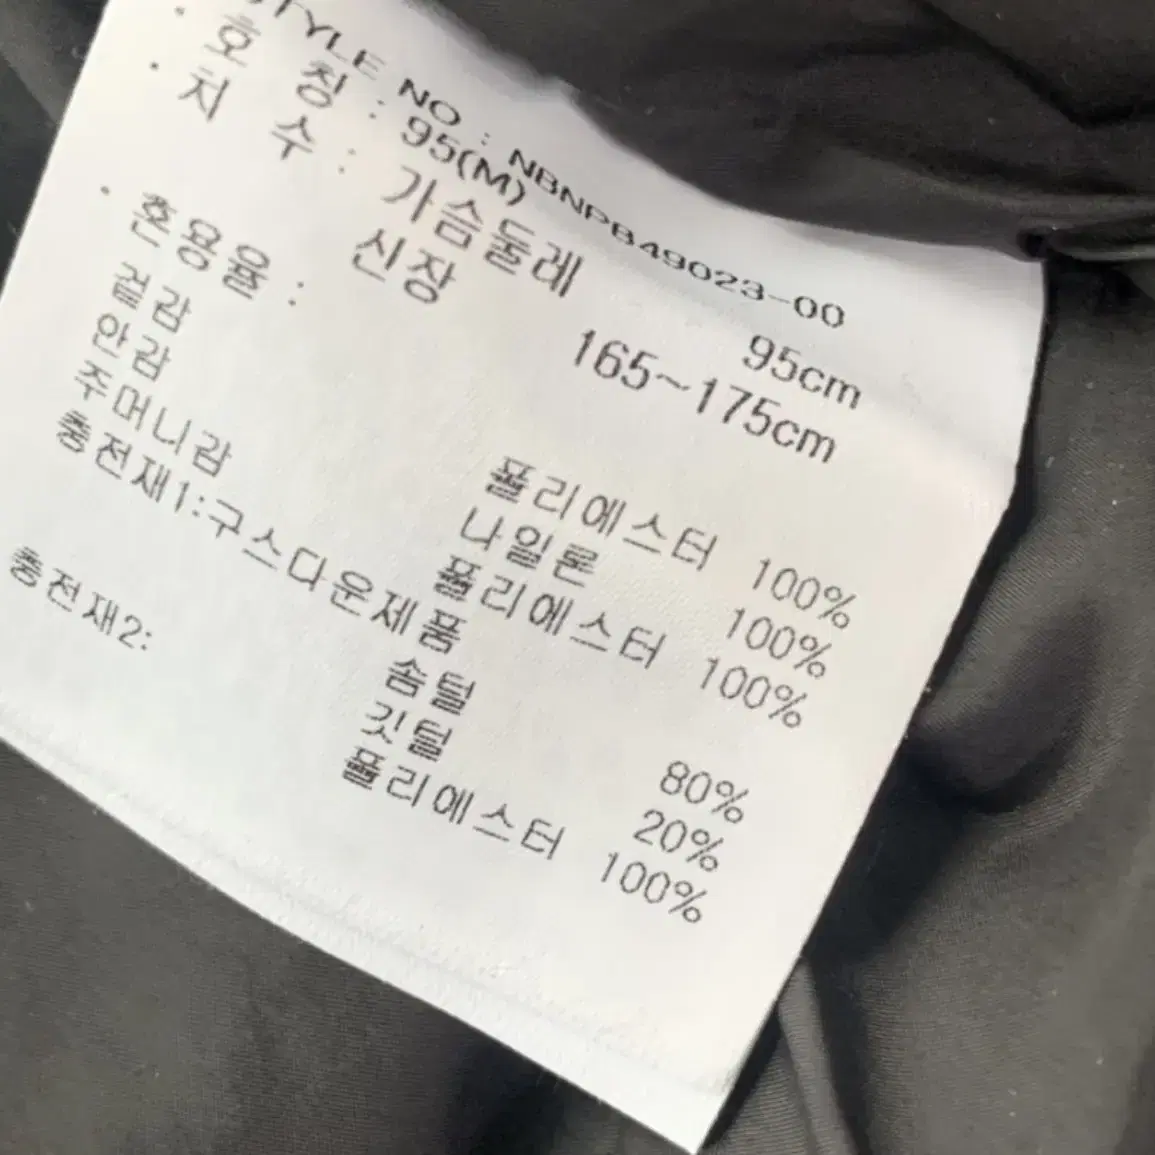 STYLE NO : NBNP849023-00
· 호 칭 : 95(M)
· 치 수 : 가슴둘레 95cm
신장 165~175cm
· 혼용율 :
겉감 폴리에스터 100%
안감 나일론 100%
주머니감 폴리에스터 100%
충전재1:구스다운제품
솜털 80%
깃털 20%
충전재2: 폴리에스터 100%